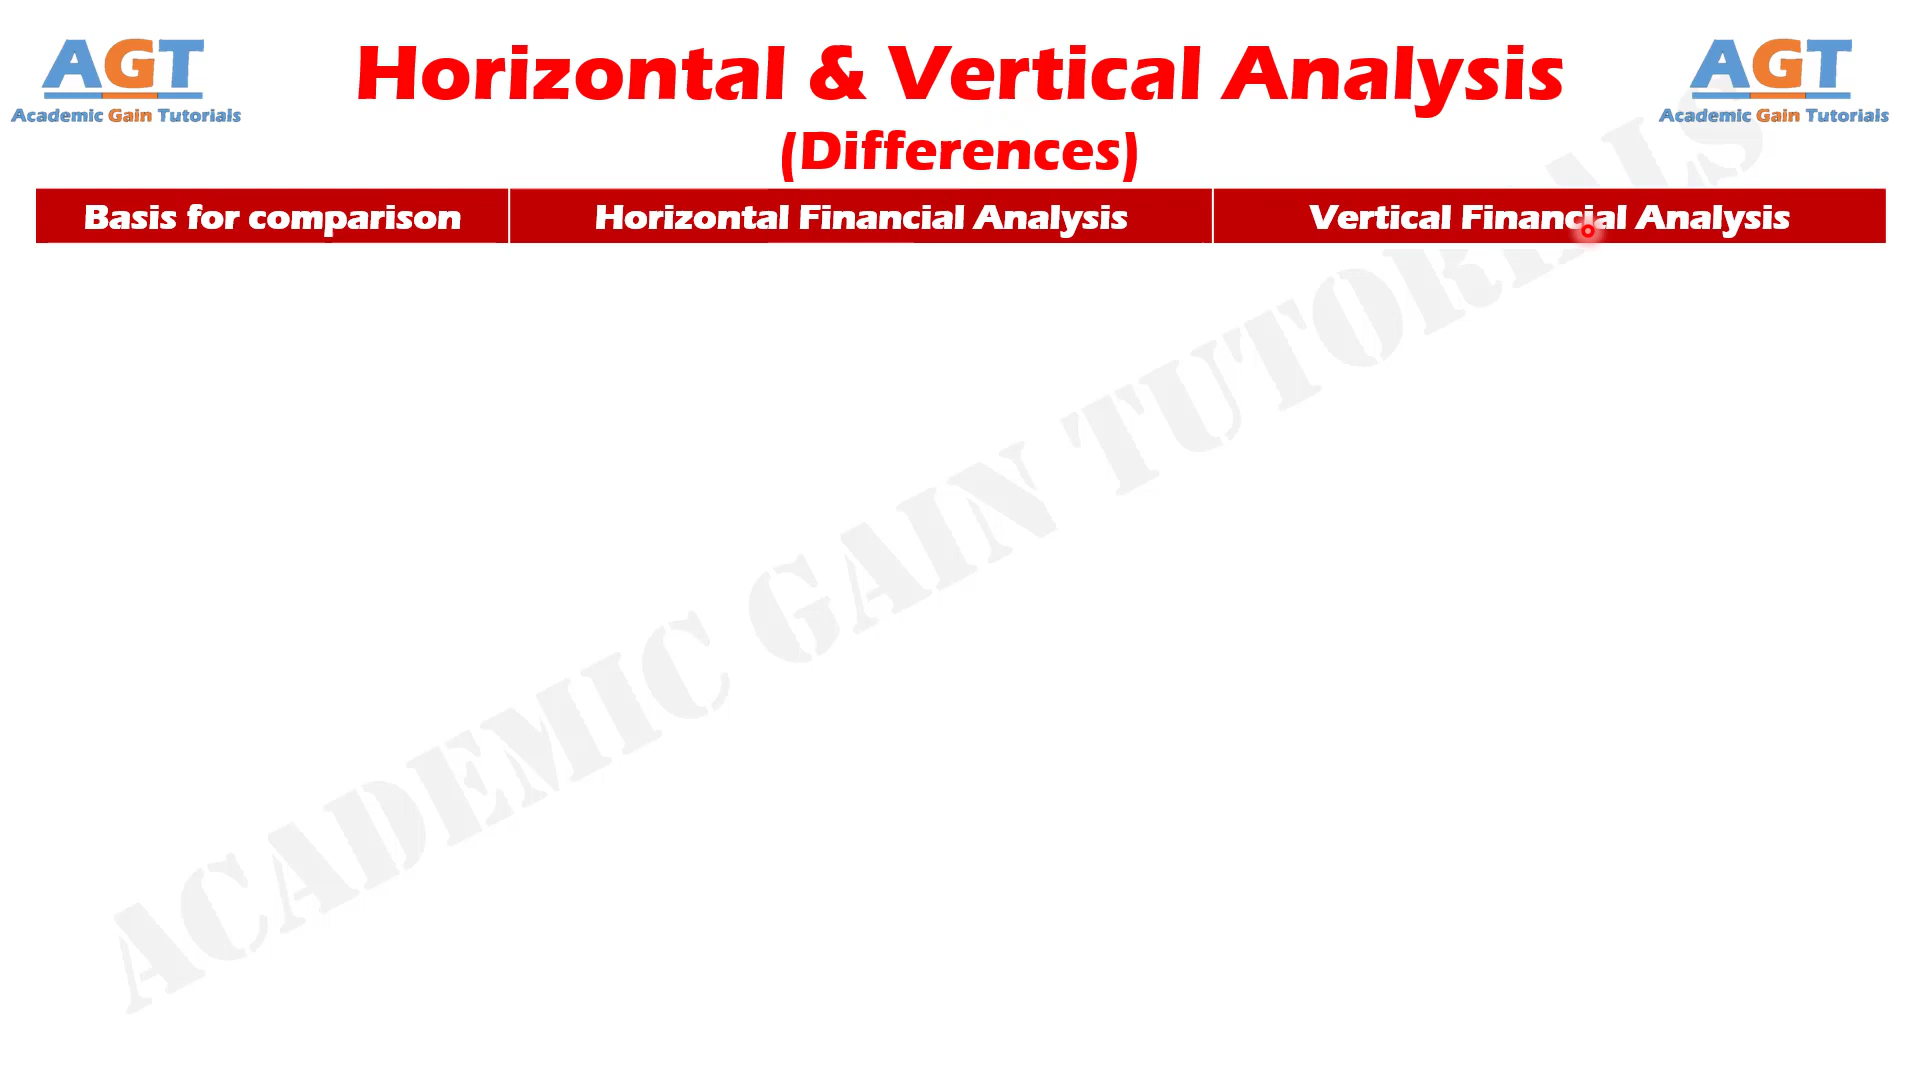 AGT
Academic Gain Tutorials
Horizontal & Vertical Analysis
(Differences)
AGT
Academic Gain Tutorials
Basis for comparison
Horizontal Financial Analysis
Vertical Financial Analysis
ACADEMIC GAIN TUTORIALS